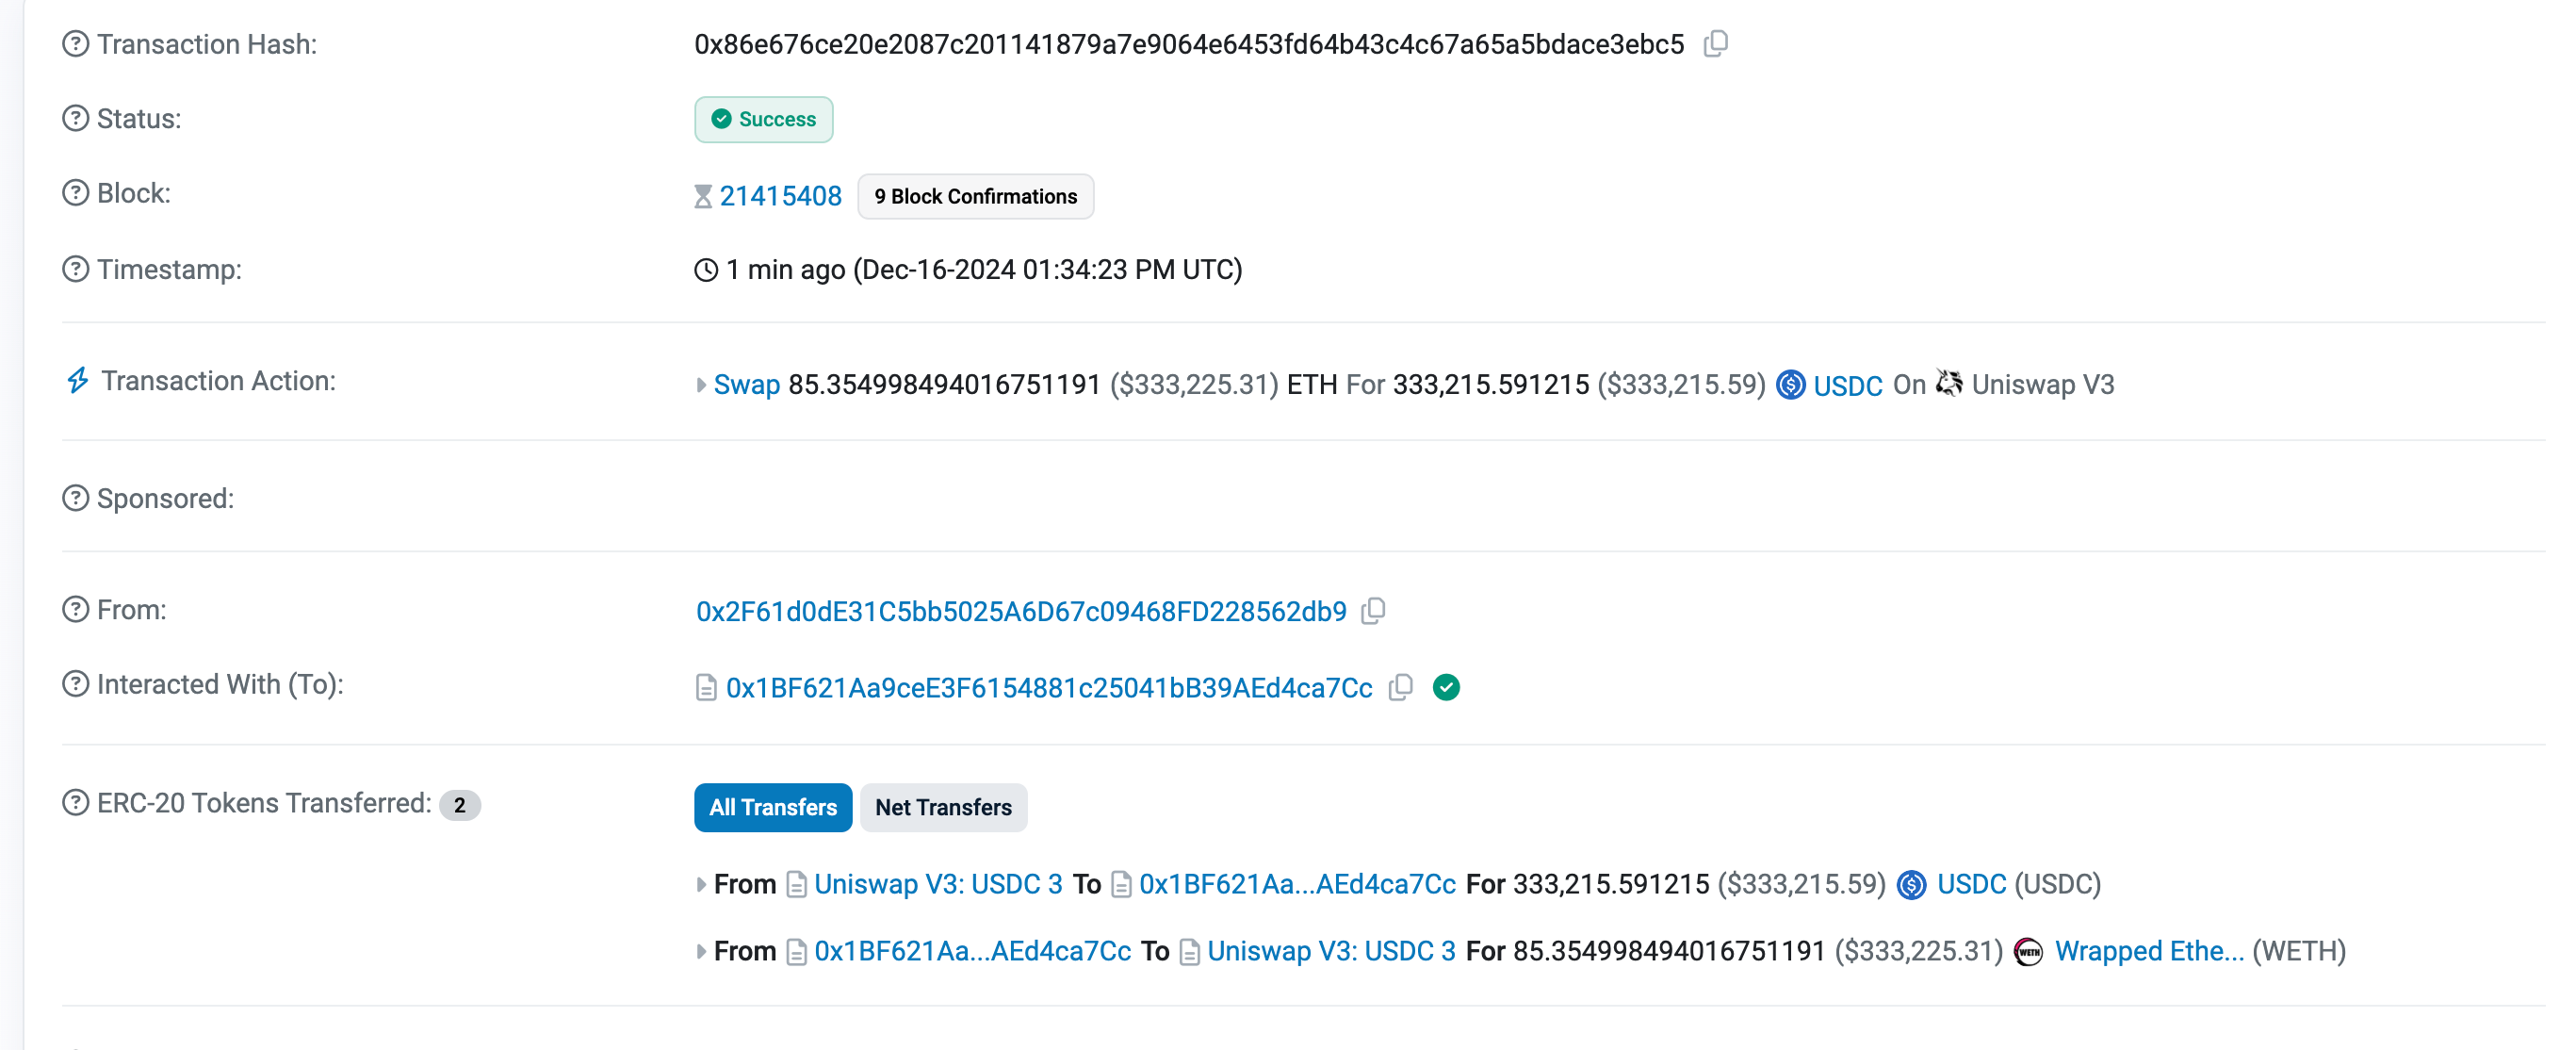 Transaction Hash: 0x86e676ce20e2087c201141879a7e9064e6453fd64b43c4c67a65a5bdace3ebc5
Status: Success
Block: 21415408 9 Block Confirmations
Timestamp: 1 min ago (Dec-16-2024 01:34:23 PM UTC)
Transaction Action: Swap 85.354998494016751191 ($333,225.31) ETH For 333,215.591215 ($333,215.59) USDC On Uniswap V3
Sponsored:
From: 0x2F61d0dE31C5bb5025A6D67c09468FD228562db9
Interacted With (To): 0x1BF621Aa9ceE3F6154881c25041bB39AEd4ca7Cc
ERC-20 Tokens Transferred: 2 All Transfers Net Transfers
From Uniswap V3: USDC 3 To 0x1BF621Aa...AEd4ca7Cc For 333,215.591215 ($333,215.59) USDC (USDC)
From 0x1BF621Aa...AEd4ca7Cc To Uniswap V3: USDC 3 For 85.354998494016751191 ($333,225.31) WETH Wrapped Ethe... (WETH)